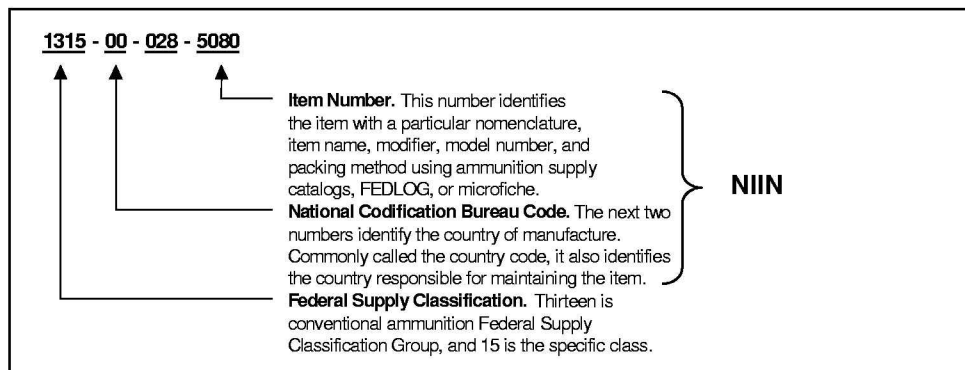 1315 - 00 - 028 - 5080
Item Number. This number identifies
the item with a particular nomenclature,
item name, modifier, model number, and
packing method using ammunition supply
catalogs, FEDLOG, or microfiche.
NIIN
National Codification Bureau Code. The next two
numbers identify the country of manufacture.
Commonly called the country code, it also identifies
the country responsible for maintaining the item.
Federal Supply Classification. Thirteen is
conventional ammunition Federal Supply
Classification Group, and 15 is the specific class.